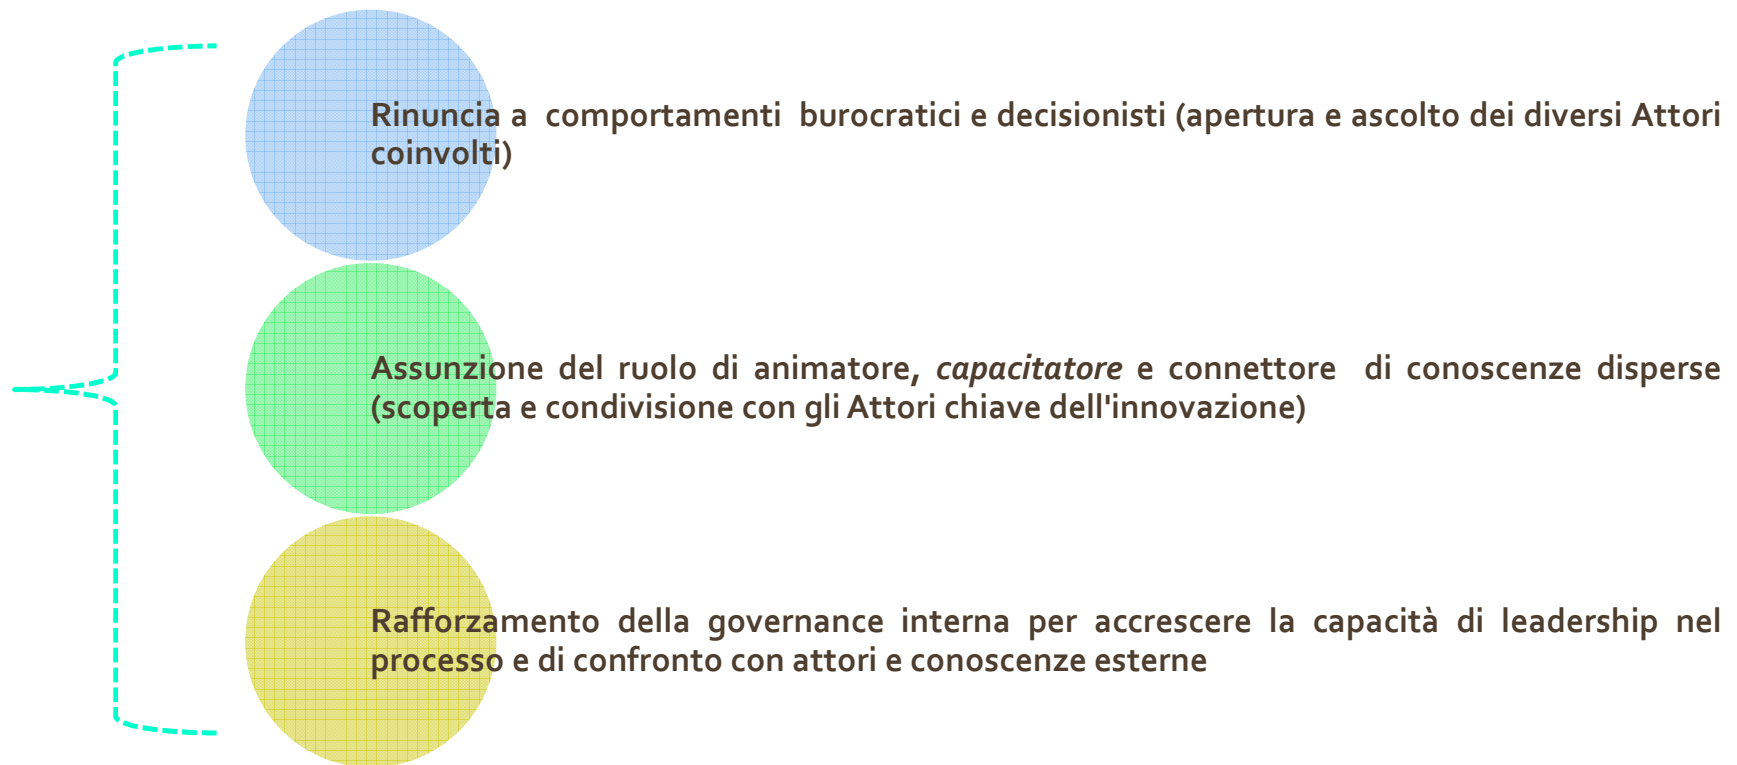 Rinuncia a comportamenti burocratici e decisionisti (apertura e ascolto dei diversi Attori
coinvolti)
Assunzione del ruolo di animatore, capacitatore e connettore di conoscenze disperse
(scoperta e condivisione con gli Attori chiave dell'innovazione)
Rafforzamento della governance interna per accrescere la capacità di leadership nel
processo e di confronto con attori e conoscenze esterne